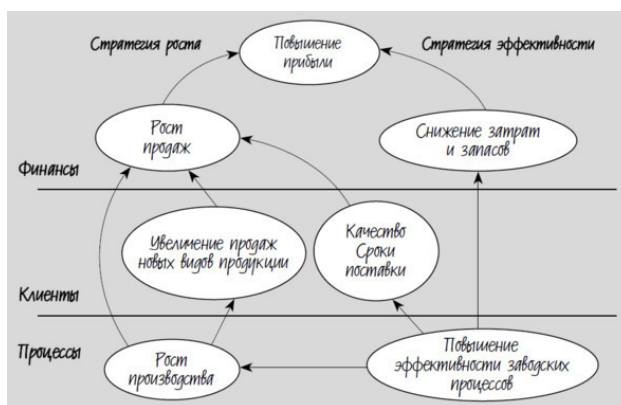 Стратегия роста
Повышение
прибыли
Стратегия эффективности
Рост
продаж
Снижение затрат
и запасов
Финансы
Увеличение продаж
новых видов продукции
Качество
Сроки
поставки
Клиенты
Процессы
Рост
производства
Повышение
эффективности заводских
процессов